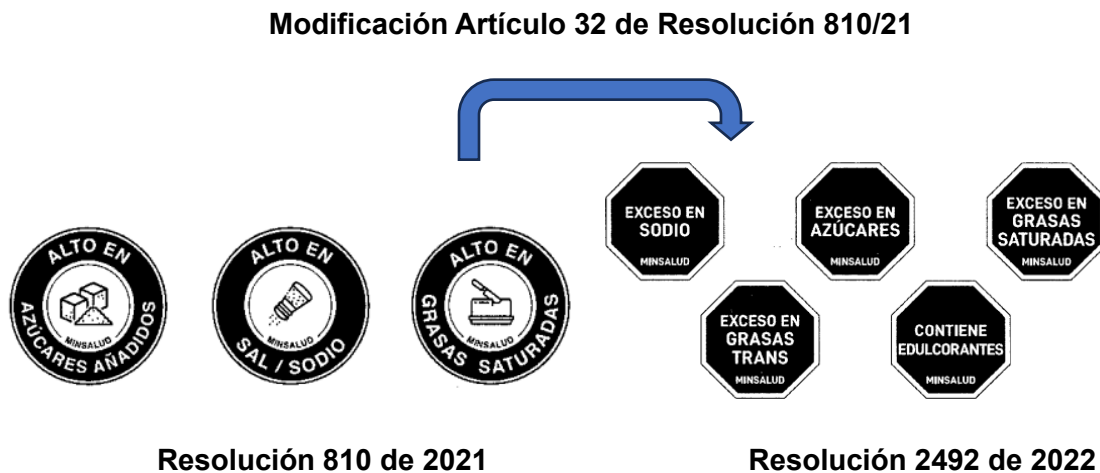 Modificación Artículo 32 de Resolución 810/21
ALTO EN
AZÚCARES AÑADIDOS
MINSALUD
ALTO EN
SAL / SODIO
MINSALUD
ALTO EN
GRASAS SATURADAS
MINSALUD
EXCESO EN
SODIO
MINSALUD
EXCESO EN
AZÚCARES
MINSALUD
EXCESO EN
GRASAS
SATURADAS
MINSALUD
EXCESO EN
GRASAS
TRANS
MINSALUD
CONTIENE
EDULCORANTES
MINSALUD
Resolución 810 de 2021
Resolución 2492 de 2022